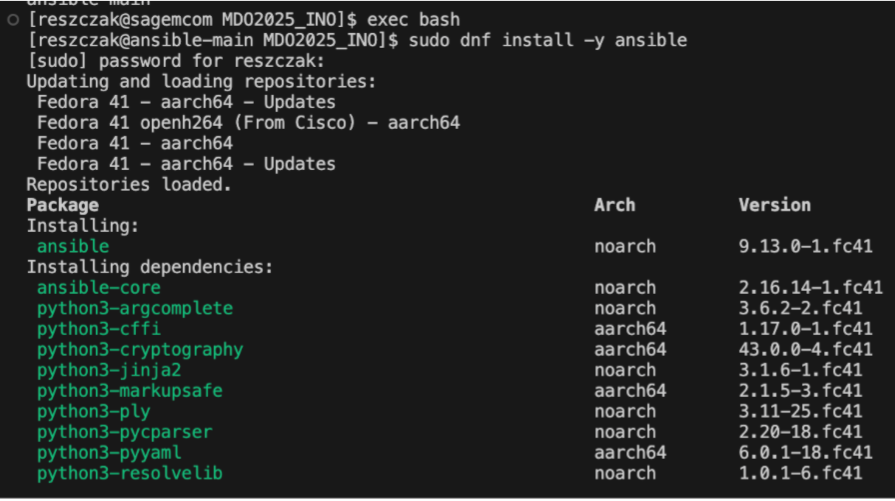 ansible-main
[reszczak@sagemcom MDO2025_INO]$ exec bash
[reszczak@ansible-main MDO2025_INO]$ sudo dnf install -y ansible
[sudo] password for reszczak:
Updating and loading repositories:
Fedora 41 - aarch64 - Updates
Fedora 41 openh264 (From Cisco) - aarch64
Fedora 41 - aarch64
Fedora 41 - aarch64 - Updates
Repositories loaded.
Package Arch Version
Installing:
ansible noarch 9.13.0-1.fc41
Installing dependencies:
ansible-core noarch 2.16.14-1.fc41
python3-argcomplete noarch 3.6.2-2.fc41
python3-cffi aarch64 1.17.0-1.fc41
python3-cryptography aarch64 43.0.0-4.fc41
python3-jinja2 noarch 3.1.6-1.fc41
python3-markupsafe aarch64 2.1.5-3.fc41
python3-ply noarch 3.11-25.fc41
python3-pycparser noarch 2.20-18.fc41
python3-pyyaml aarch64 6.0.1-18.fc41
python3-resolvelib noarch 1.0.1-6.fc41